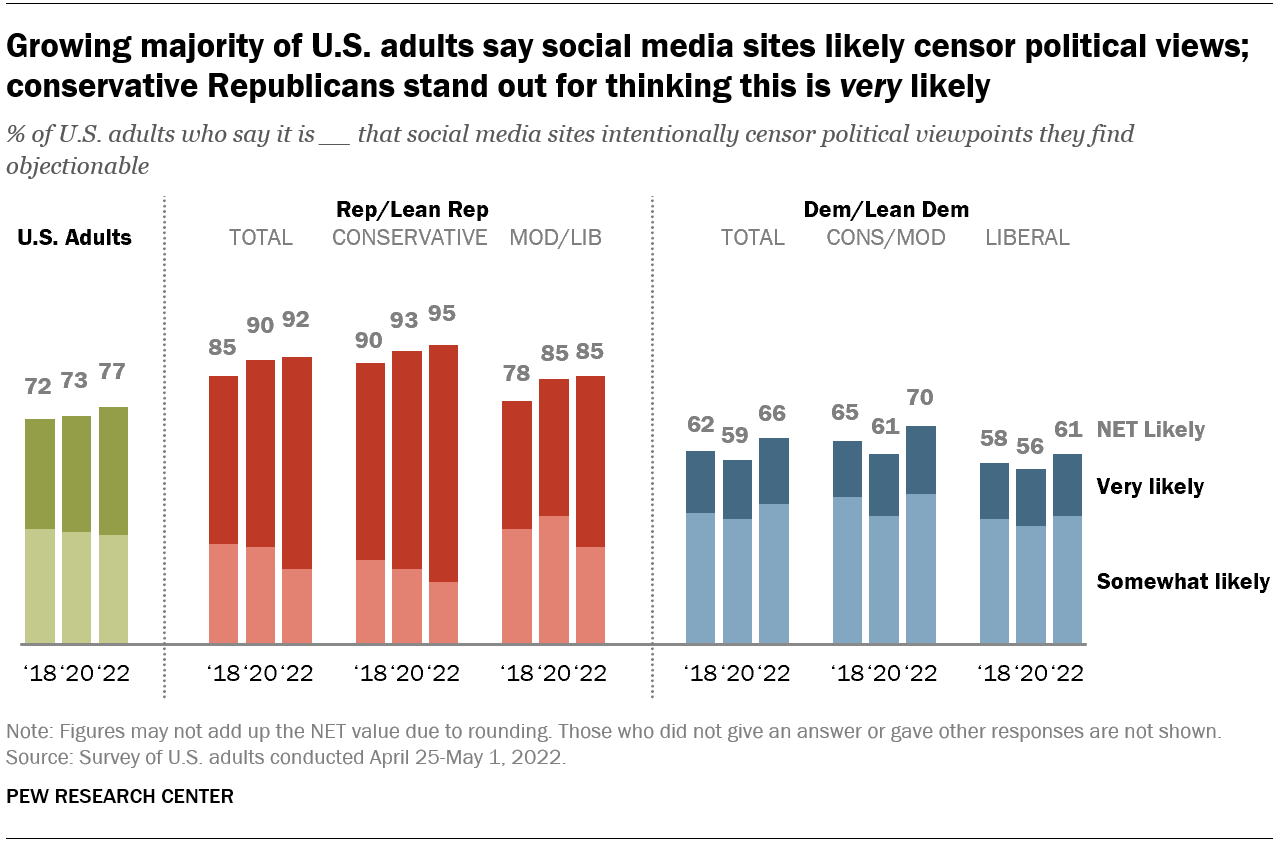 Growing majority of U.S. adults say social media sites likely censor political views;
conservative Republicans stand out for thinking this is very likely
% of U.S. adults who say it is __ that social media sites intentionally censor political viewpoints they find
objectionable
Rep/Lean Rep Dem/Lean Dem
U.S. Adults TOTAL CONSERVATIVE MOD/LIB TOTAL CONS/MOD LIBERAL
72 73 77 85 90 92 90 93 95 78 85 85 62 59 66 65 61 70 58 56 61 NET Likely
Very likely
Somewhat likely
‘18 ‘20 ‘22 ‘18 ‘20 ‘22 ‘18 ‘20 ‘22 ‘18 ‘20 ‘22 ‘18 ‘20 ‘22 ‘18 ‘20 ‘22 ‘18 ‘20 ‘22
Note: Figures may not add up the NET value due to rounding. Those who did not give an answer or gave other responses are not shown.
Source: Survey of U.S. adults conducted April 25-May 1, 2022.
PEW RESEARCH CENTER